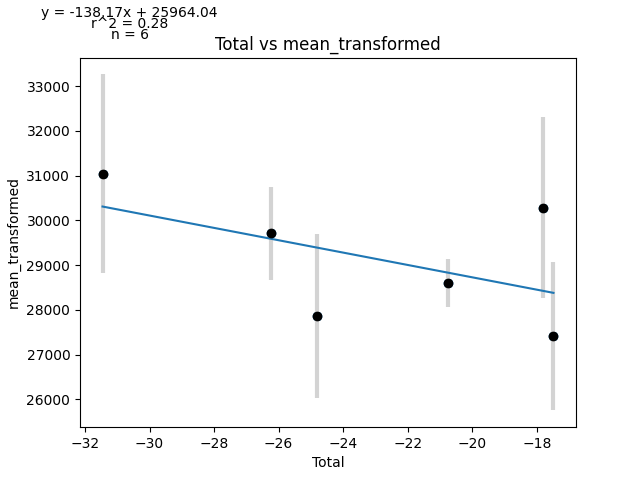 y = -138.17x + 25964.04
r^2 = 0.28
n = 6
Total vs mean_transformed
33000
32000
31000
30000
29000
28000
27000
26000
mean_transformed
−32 −30 −28 −26 −24 −22 −20 −18
Total